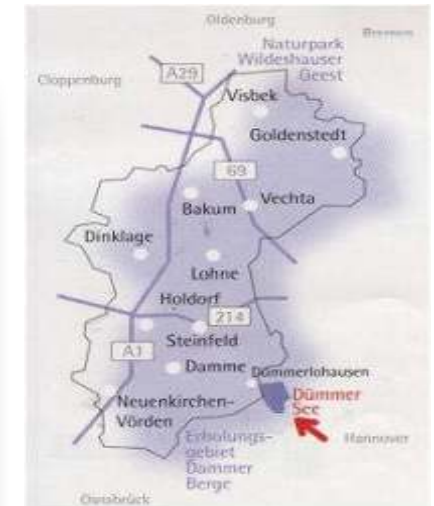 Oldenburg
Bremen
Naturpark
Wildeshauser
Geest
A29
Cloppenburg
Visbek
Goldenstedt
69
Bakum
Vechta
Dinklage
Lohne
Holdorf
214
A1
Steinfeld
Damme
Dümmerlohausen
Neuenkirchen-
Vörden
Dümmer
See
Erholungs-
gebiet
Dammer
Berge
Hannover
Osnabrück